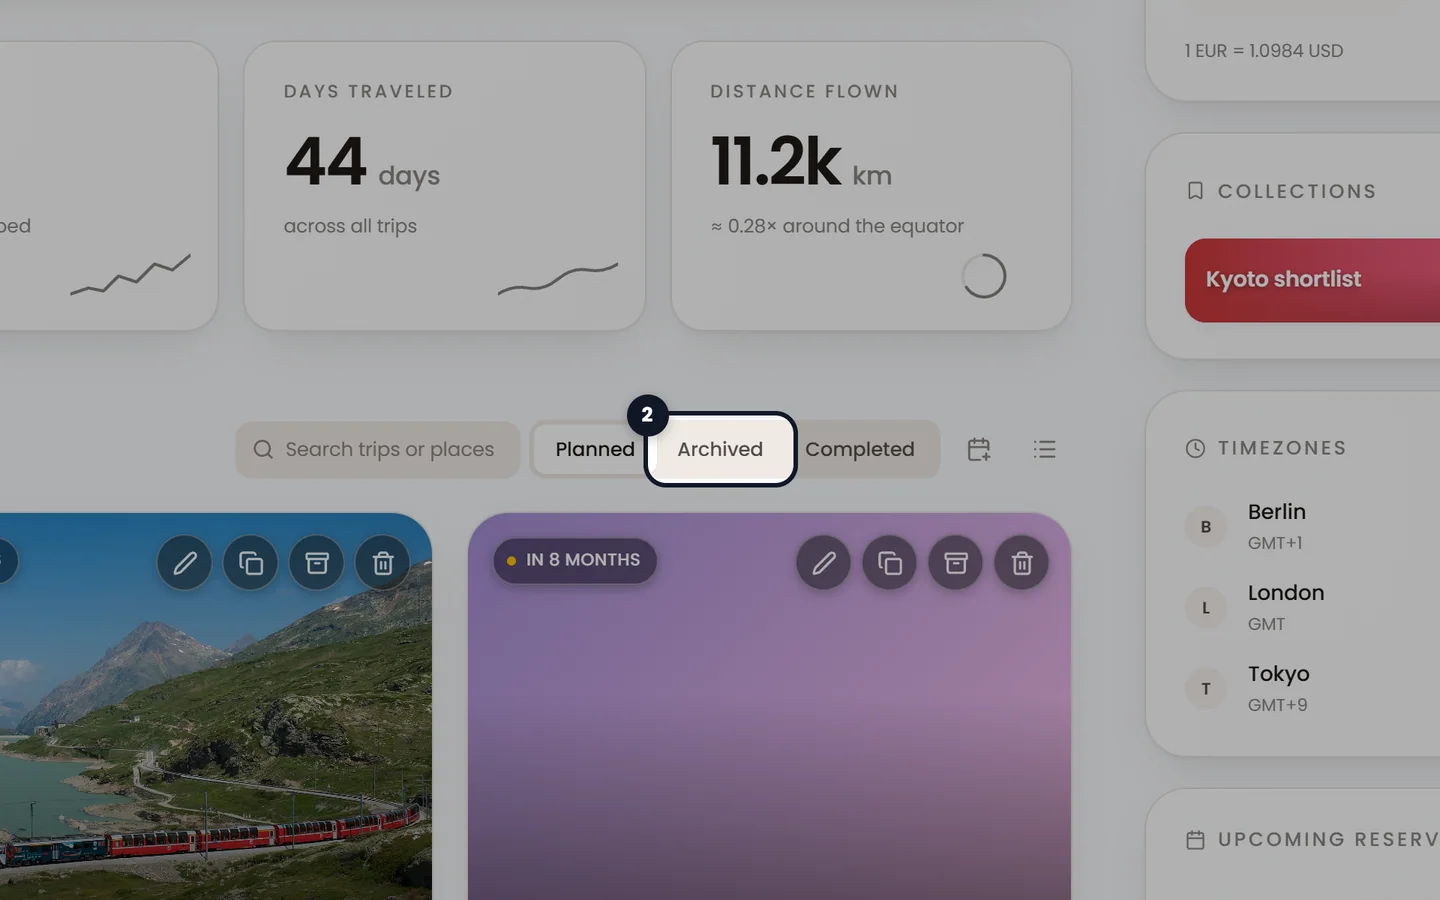 1 EUR = 1.0984 USD
DAYS TRAVELED
44 days
across all trips
DISTANCE FLOWN
11.2k km
≈ 0.28× around the equator
COLLECTIONS
Kyoto shortlist
2
Search trips or places
Planned
Archived
Completed
IN 8 MONTHS
TIMEZONES
B
Berlin
GMT+1
L
London
GMT
T
Tokyo
GMT+9